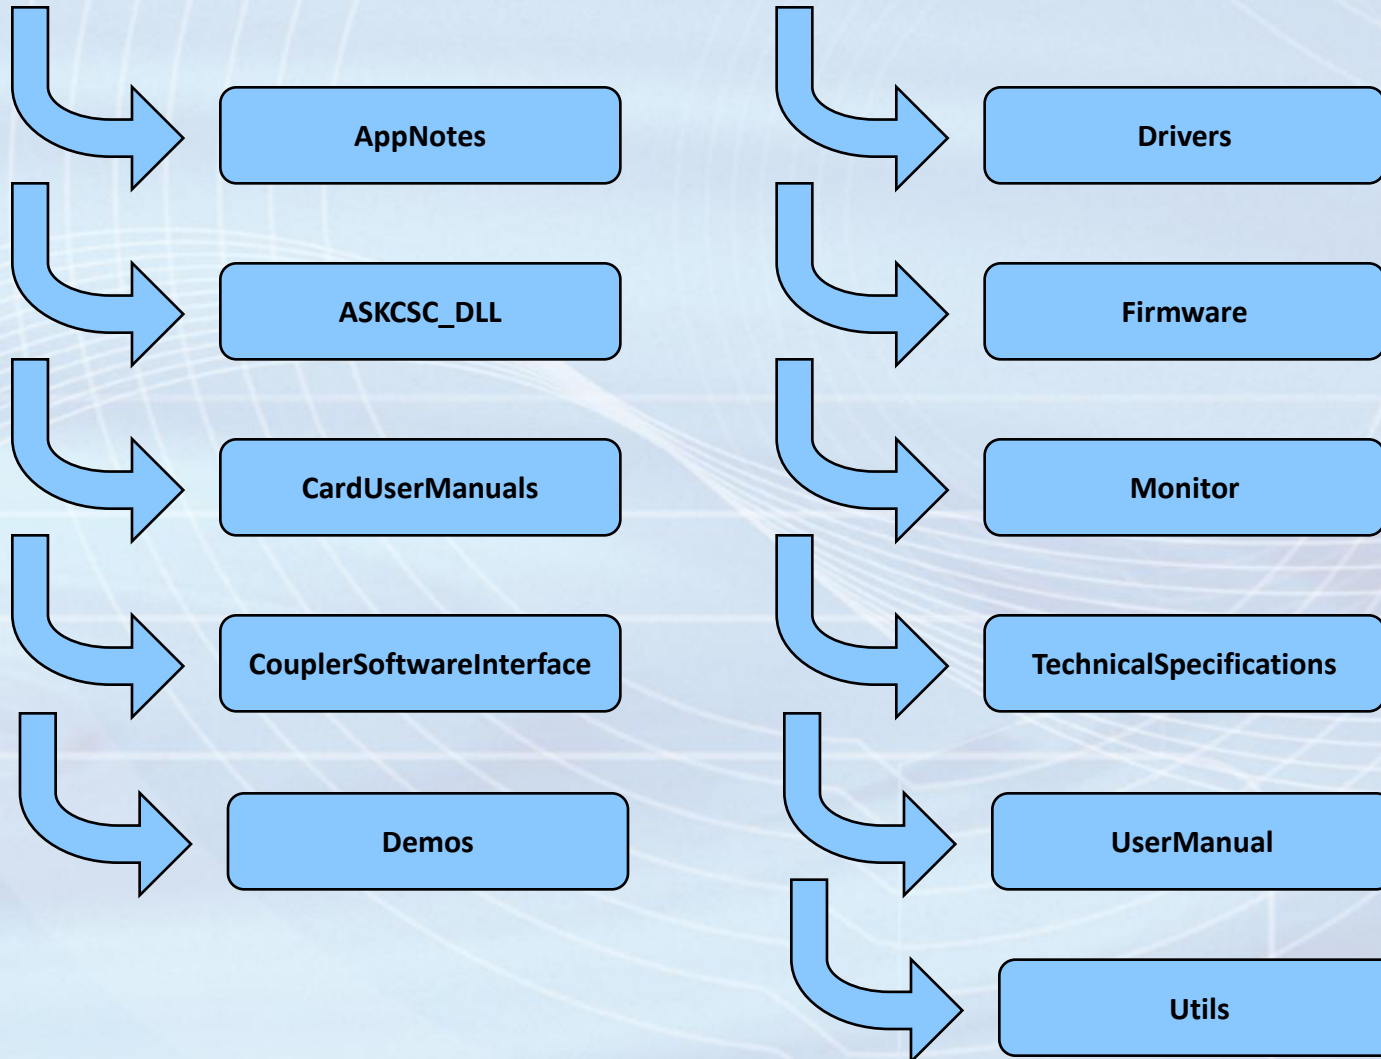 AppNotes
ASKCSC_DLL
CardUserManuals
CouplerSoftwareInterface
Demos
Drivers
Firmware
Monitor
TechnicalSpecifications
UserManual
Utils